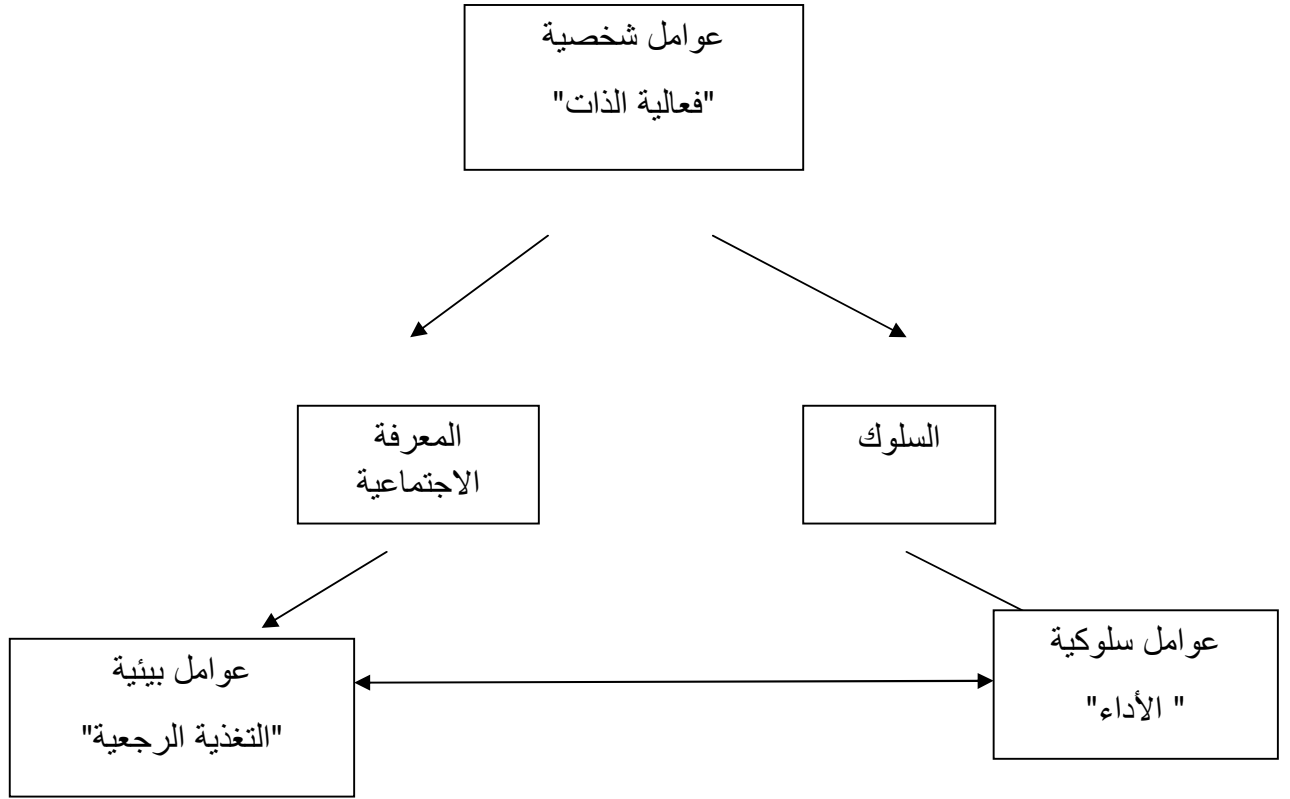 عوامل شخصية
"فعالية الذات"
المعرفة
الاجتماعية
السلوك
عوامل سلوكية
" الأداء"
عوامل بيئية
"التغذية الرجعية"